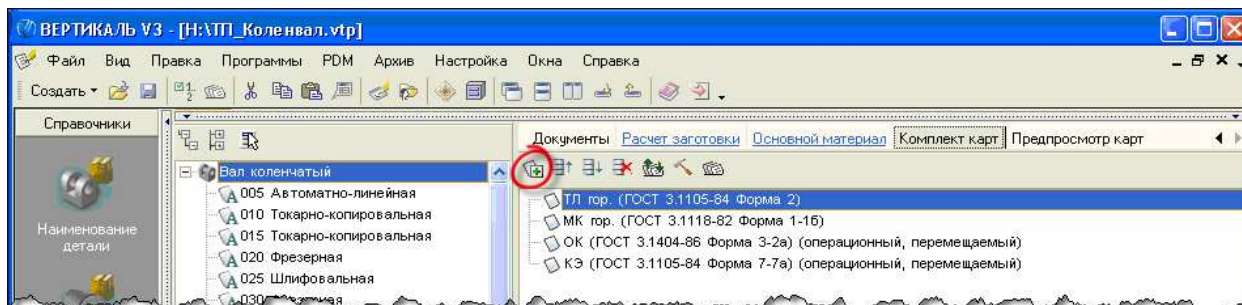 ВЕРТИКАЛЬ V3 - [H:\ТП_Коленвал.vtp]
Файл Вид Правка Программы PDM Архив Настройка Окна Справка
Создать
Справочники
Наименование
детали
Вал коленчатый
005 Автоматно-линейная
010 Токарно-копировальная
015 Токарно-копировальная
020 Фрезерная
025 Шлифовальная
030
Документы Расчет заготовки Основной материал Комплект карт Предпросмотр карт
ТЛ гор. (ГОСТ 3.1105-84 Форма 2)
МК гор. (ГОСТ 3.1118-82 Форма 1-1б)
ОК (ГОСТ 3.1404-86 Форма 3-2а) (операционный, перемещаемый)
КЭ (ГОСТ 3.1105-84 Форма 7-7а) (операционный, перемещаемый)